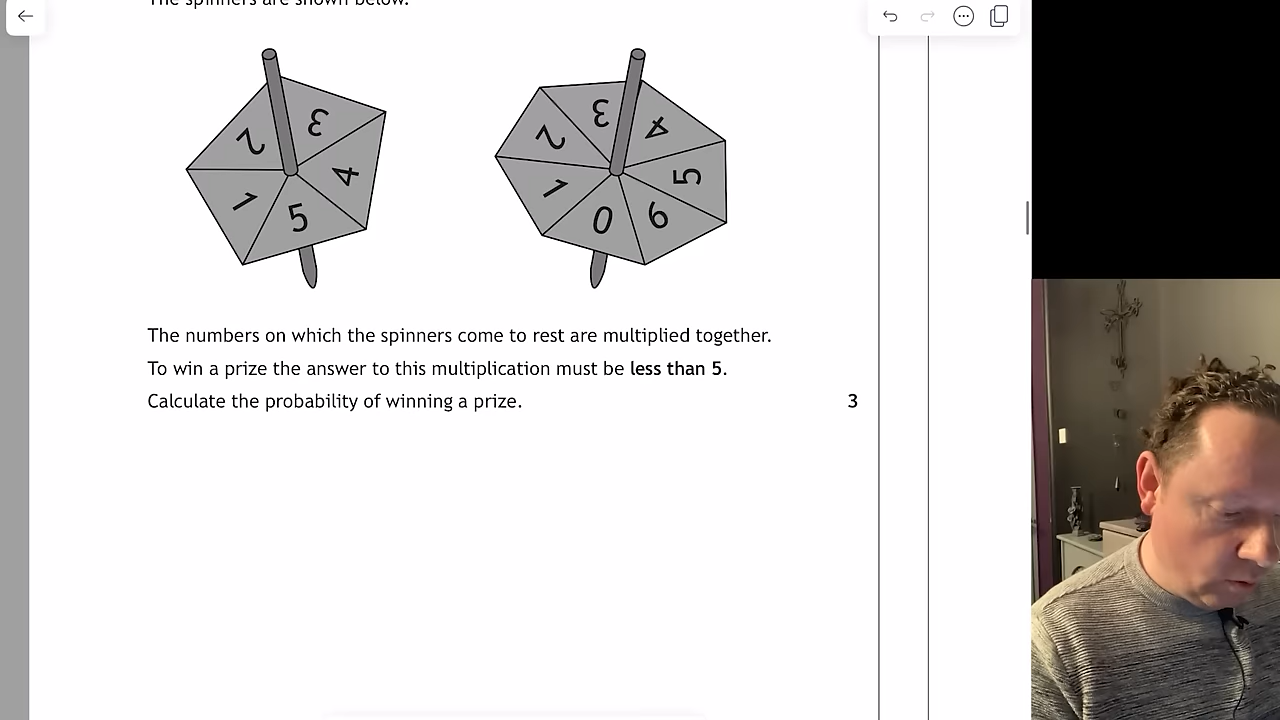 The spinners are shown below.
2 3 4 5 1
3 4 5 6 0 1 2
The numbers on which the spinners come to rest are multiplied together.
To win a prize the answer to this multiplication must be less than 5.
Calculate the probability of winning a prize. 3